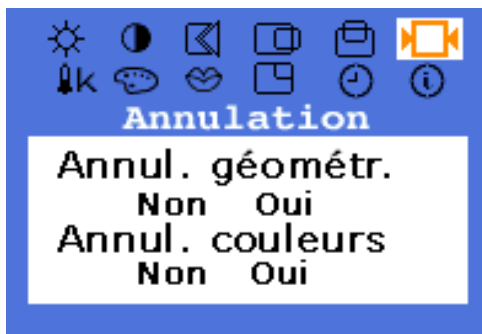 k
Annulation
Annul. géométr.
Non Oui
Annul. couleurs
Non Oui